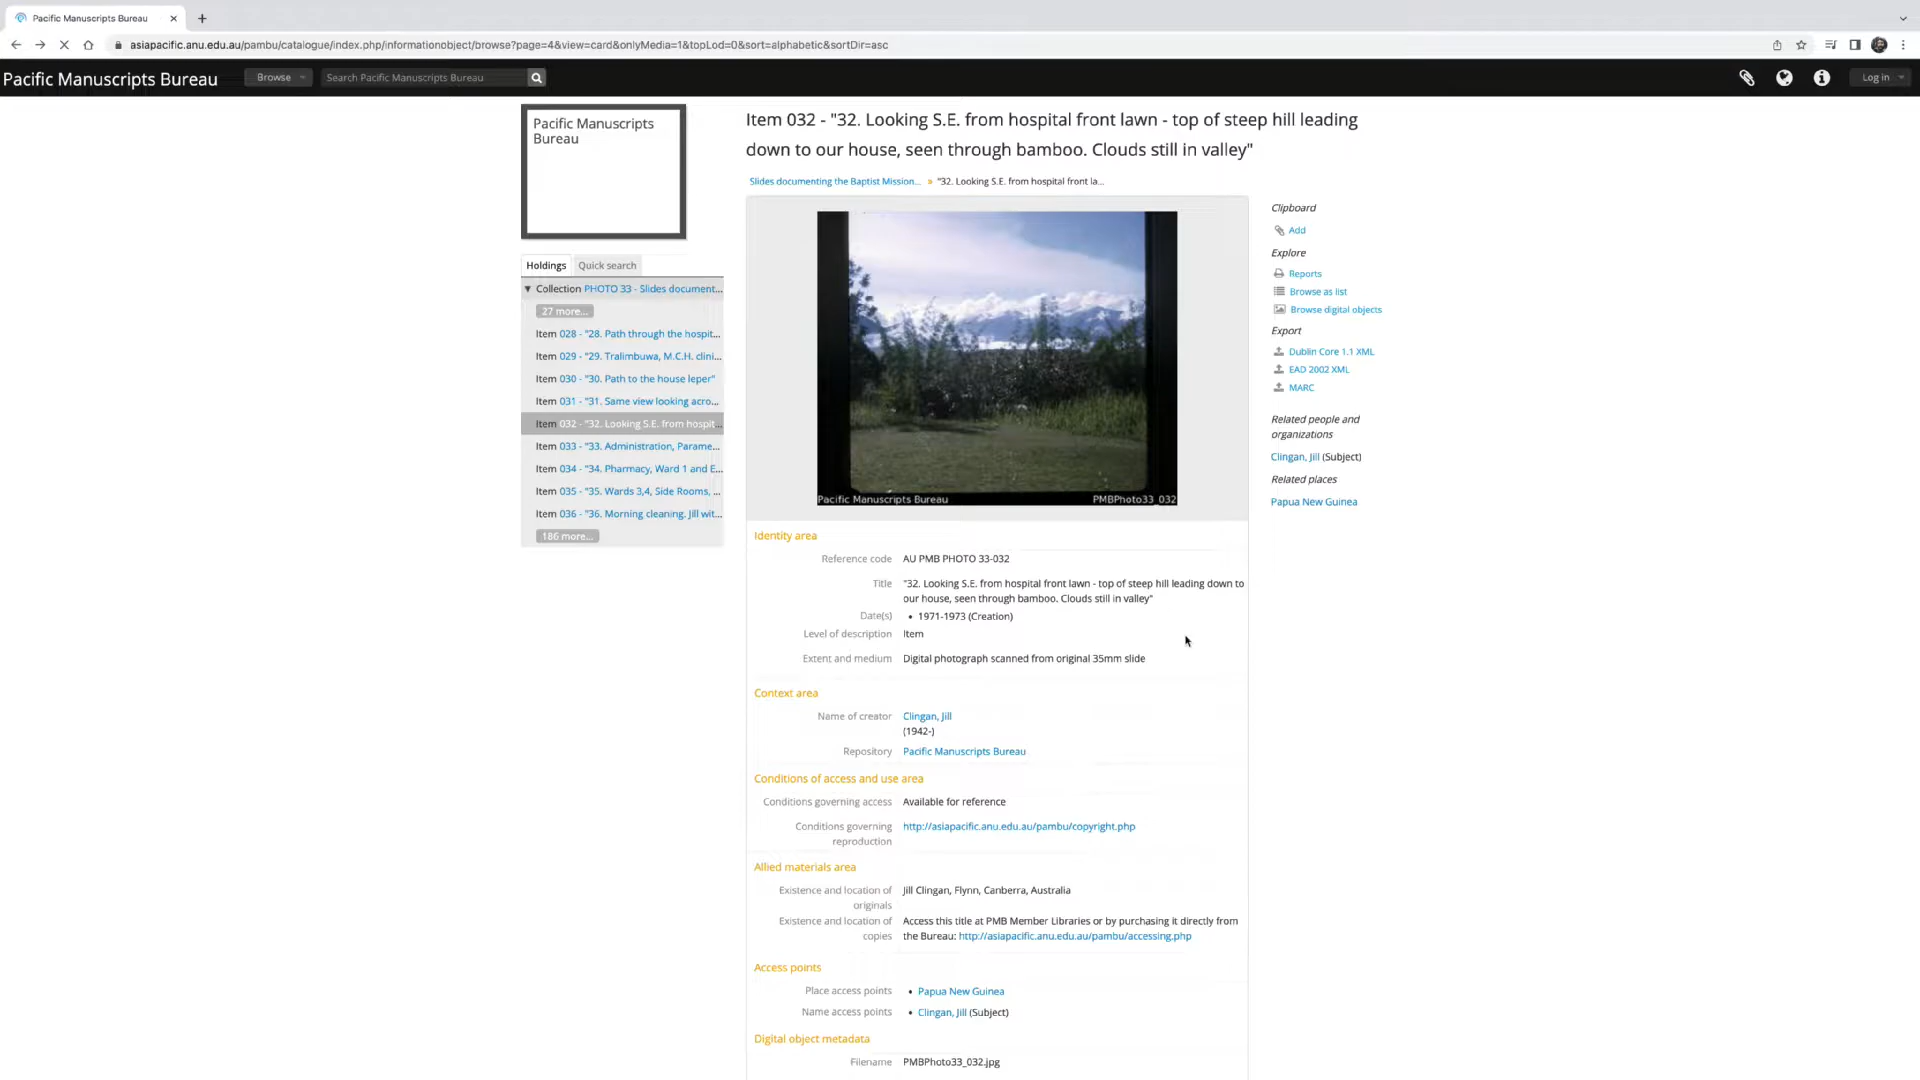 Pacific Manuscripts Bureau
asiapacific.anu.edu.au/pambu/catalogue/index.php/informationobject/browse?page=4&view=card&onlyMedia=1&topLod=0&sort=alphabetic&sortDir=asc
Pacific Manuscripts Bureau
Browse
Search Pacific Manuscripts Bureau
Log in
Pacific Manuscripts
Bureau
Holdings
Quick search
Collection PHOTO 33 - Slides document...
27 more...
Item 028 - "28. Path through the hospit...
Item 029 - "29. Tralimbuwa, M.C.H. clini...
Item 030 - "30. Path to the house leper"
Item 031 - "31. Same view looking acro...
Item 032 - "32. Looking S.E. from hospit...
Item 033 - "33. Administration, Parame...
Item 034 - "34. Pharmacy, Ward 1 and E...
Item 035 - "35. Wards 3,4, Side Rooms, ...
Item 036 - "36. Morning cleaning. Jill wit...
186 more...
Item 032 - "32. Looking S.E. from hospital front lawn - top of steep hill leading
down to our house, seen through bamboo. Clouds still in valley"
Slides documenting the Baptist Mission... » "32. Looking S.E. from hospital front la...
Pacific Manuscripts Bureau PMBPhoto33_032
Identity area
Reference code AU PMB PHOTO 33-032
Title "32. Looking S.E. from hospital front lawn - top of steep hill leading down to
our house, seen through bamboo. Clouds still in valley"
Date(s) • 1971-1973 (Creation)
Level of description Item
Extent and medium Digital photograph scanned from original 35mm slide
Context area
Name of creator Clingan, Jill
(1942-)
Repository Pacific Manuscripts Bureau
Conditions of access and use area
Conditions governing access Available for reference
Conditions governing http://asiapacific.anu.edu.au/pambu/copyright.php
reproduction
Allied materials area
Existence and location of Jill Clingan, Flynn, Canberra, Australia
originals
Existence and location of Access this title at PMB Member Libraries or by purchasing it directly from
copies the Bureau: http://asiapacific.anu.edu.au/pambu/accessing.php
Access points
Place access points • Papua New Guinea
Name access points • Clingan, Jill (Subject)
Digital object metadata
Filename PMBPhoto33_032.jpg
Clipboard
Add
Explore
Reports
Browse as list
Browse digital objects
Export
Dublin Core 1.1 XML
EAD 2002 XML
MARC
Related people and
organizations
Clingan, Jill (Subject)
Related places
Papua New Guinea